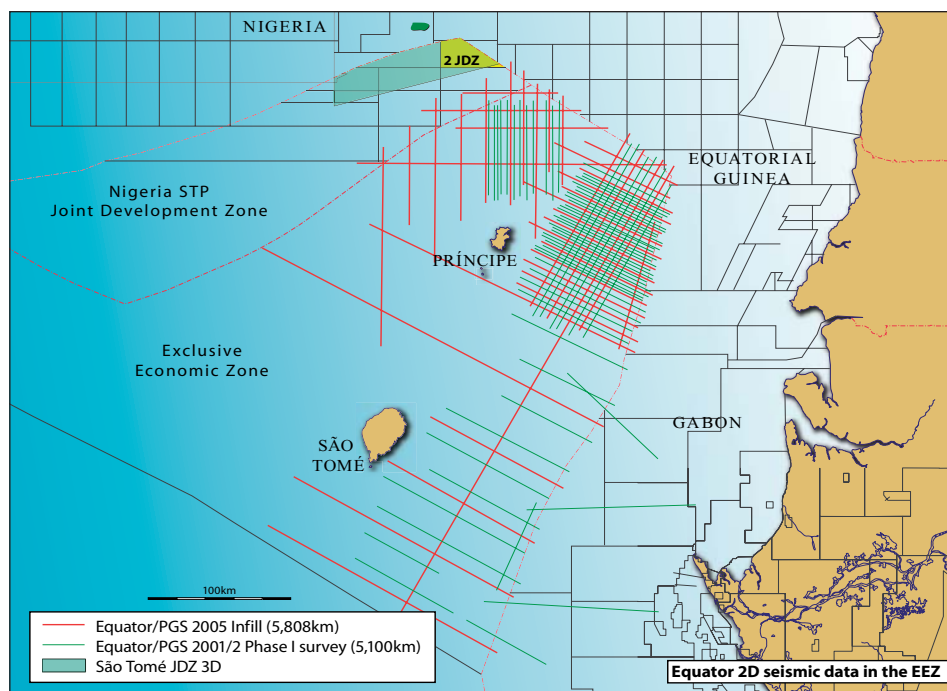 NIGERIA
2 JDZ
EQUATORIAL
GUINEA
Nigeria STP
Joint Development Zone
PRÍNCIPE
Exclusive
Economic Zone
GABON
SÃO
TOMÉ
100km
Equator/PGS 2005 Infill (5,808km)
Equator/PGS 2001/2 Phase I survey (5,100km)
São Tomé JDZ 3D
Equator 2D seismic data in the EEZ